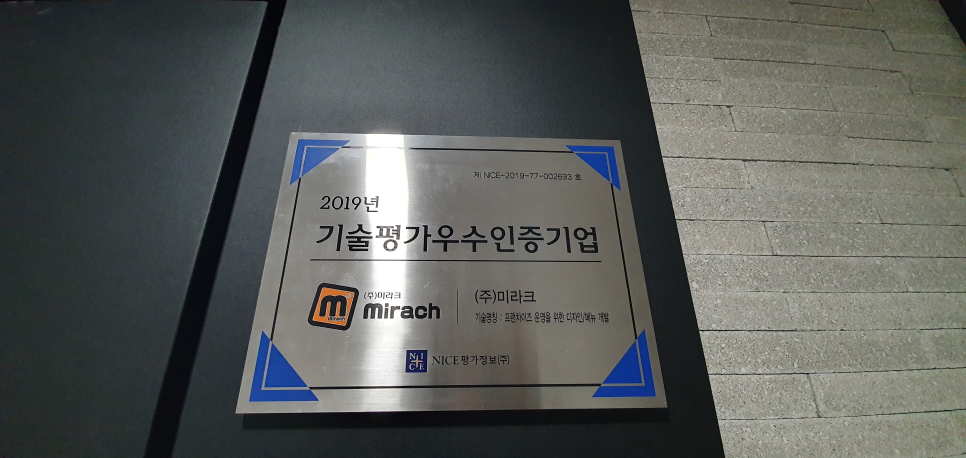 제 NCE-2019-77-002693 호
2019년
기술평가우수인증기업
m
mirach
(주)미라크
mirach
(주)미라크
기술명칭 : 프랜차이즈 운영을 위한 디자인/메뉴 개발
NICE
NICE평가정보(주)